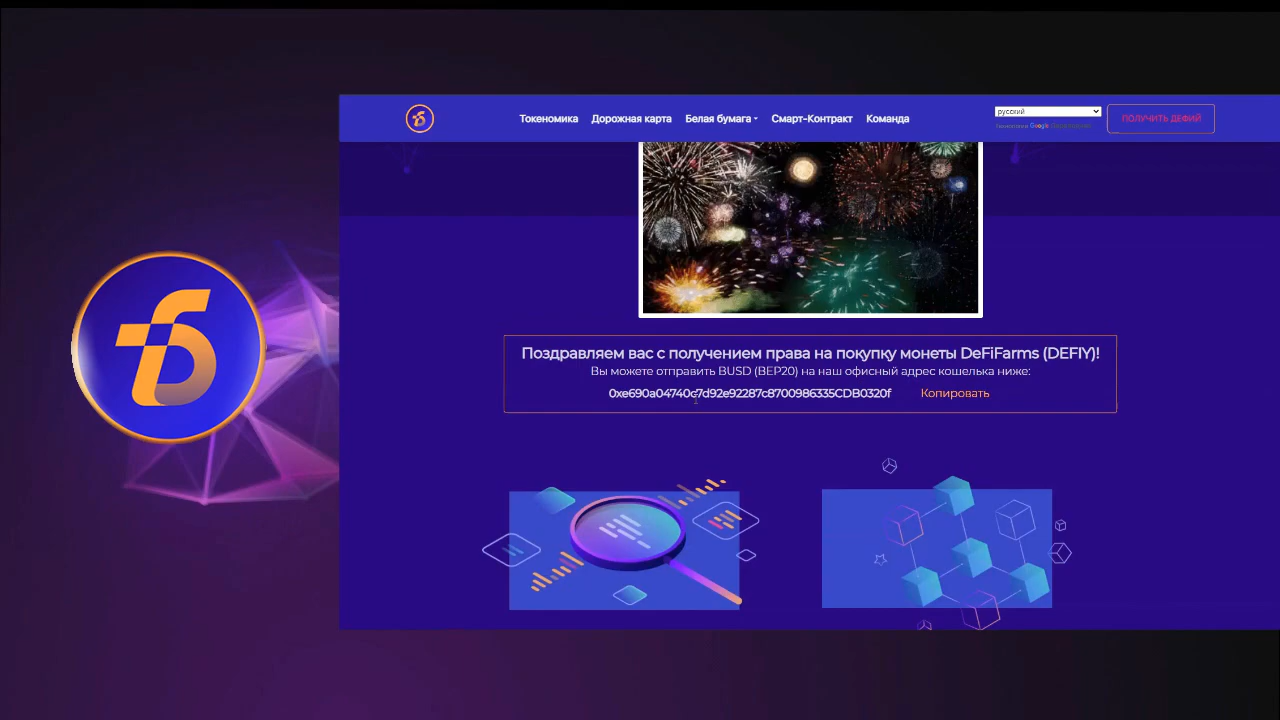 Токеномика Дорожная карта Белая бумага Смарт-Контракт Команда
русский
Google
ПОЛУЧИТЬ ДЕФИЙ
Поздравляем вас с получением права на покупку монеты DeFiFarms (DEFIY)!
Вы можете отправить BUSD (BEP20) на наш офисный адрес кошелька ниже:
0xe690a04740c7d92e92287c8700986335CDB0320f Копировать